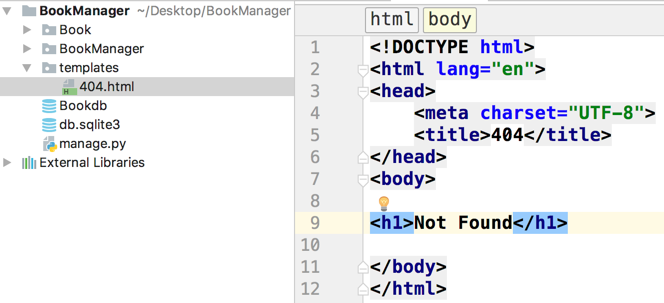 BookManager ~/Desktop/BookManager
Book
BookManager
templates
404.html
Bookdb
db.sqlite3
manage.py
External Libraries
html body
1 <!DOCTYPE html>
2 <html lang="en">
3 <head>
4 <meta charset="UTF-8">
5 <title>404</title>
6 </head>
7 <body>
8
9 <h1>Not Found</h1>
10
11 </body>
12 </html>